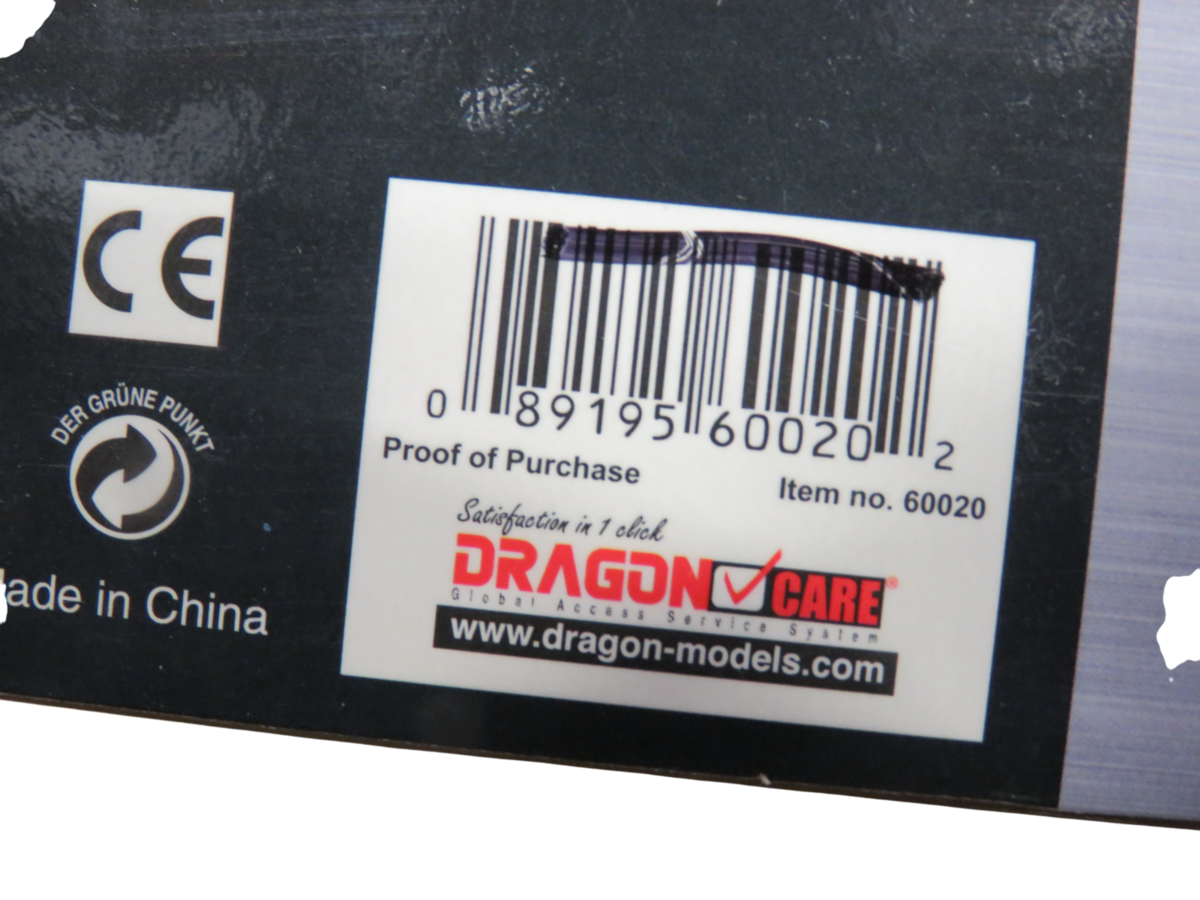 CE
DER GRÜNE PUNKT
ade in China
0 89195 60020 2
Proof of Purchase
Item no. 60020
Satisfaction in 1 click
DRAGON CARE®
Global Access Service System
www.dragon-models.com